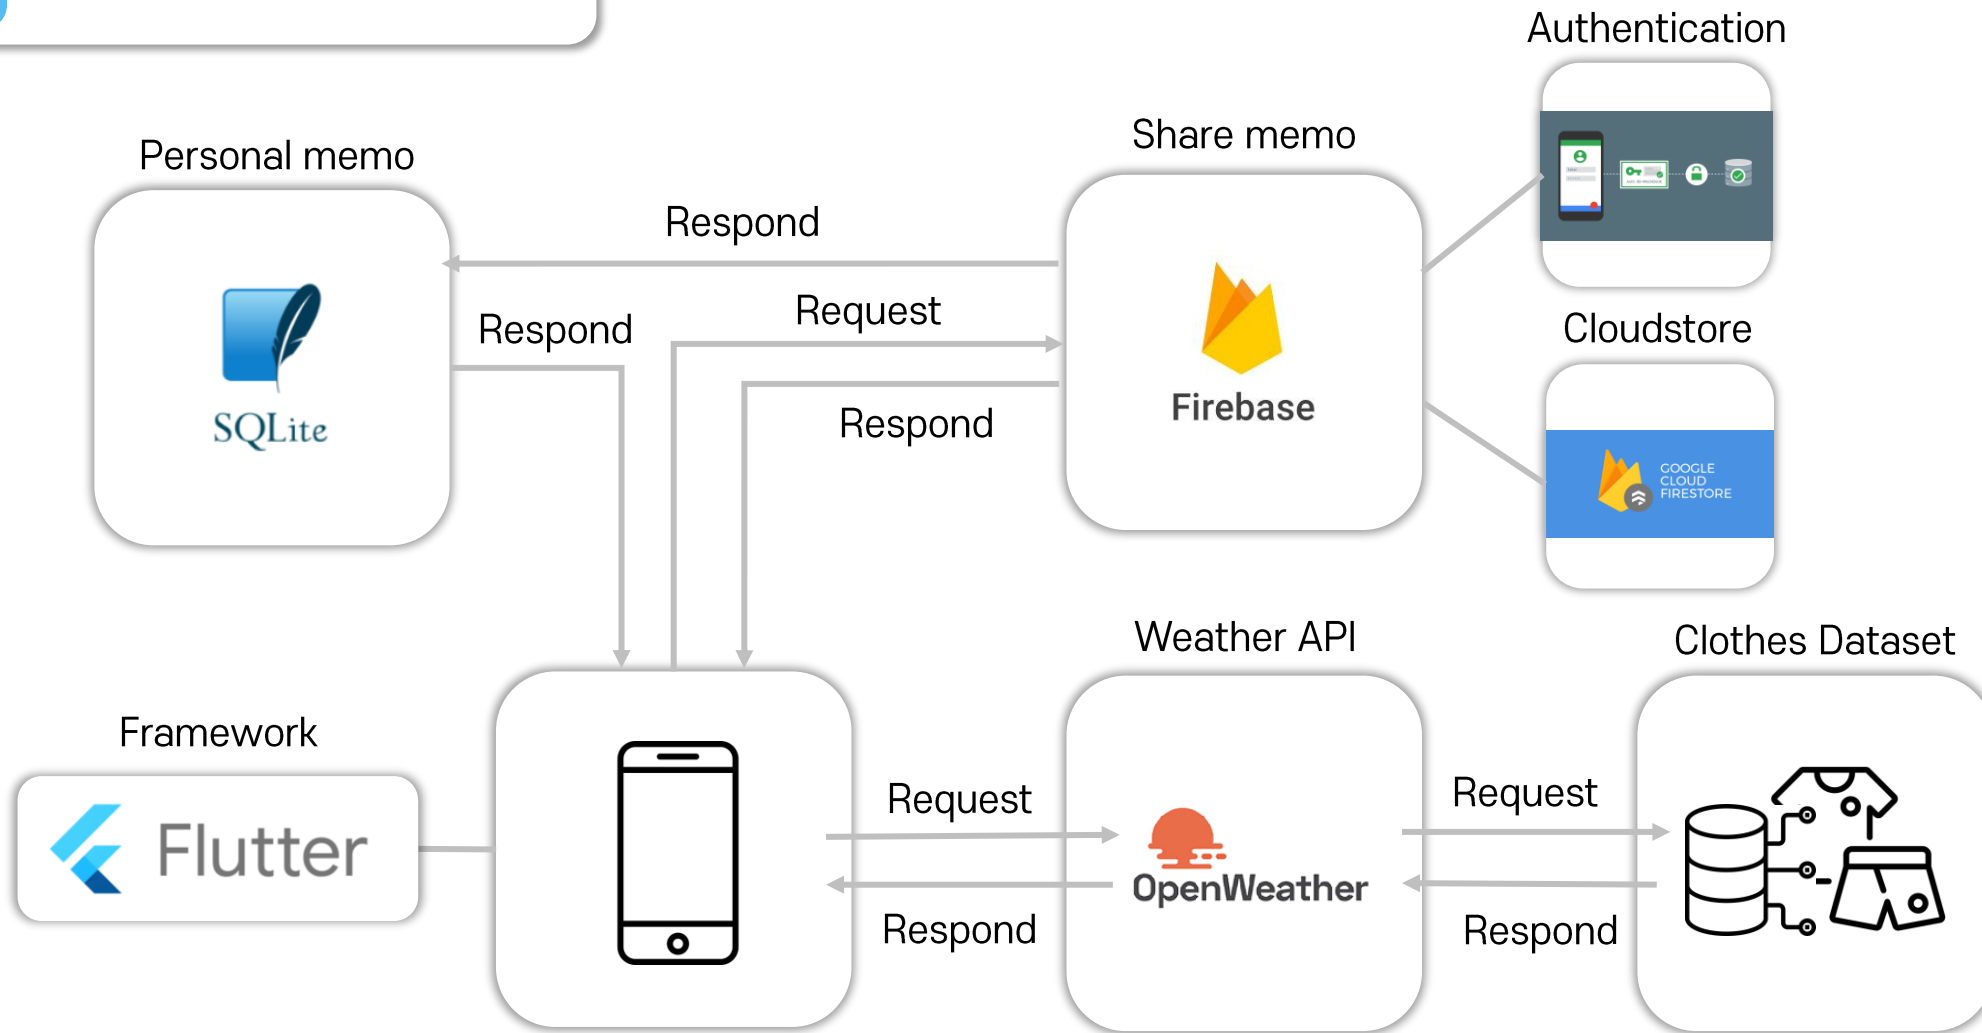 Authentication
Share memo
Personal memo
Respond
Request
Respond
Respond
SQLite
Firebase
Cloudstore
GOOGLE
CLOUD
FIRESTORE
Weather API
Clothes Dataset
Framework
Flutter
Request
Respond
OpenWeather
Request
Respond